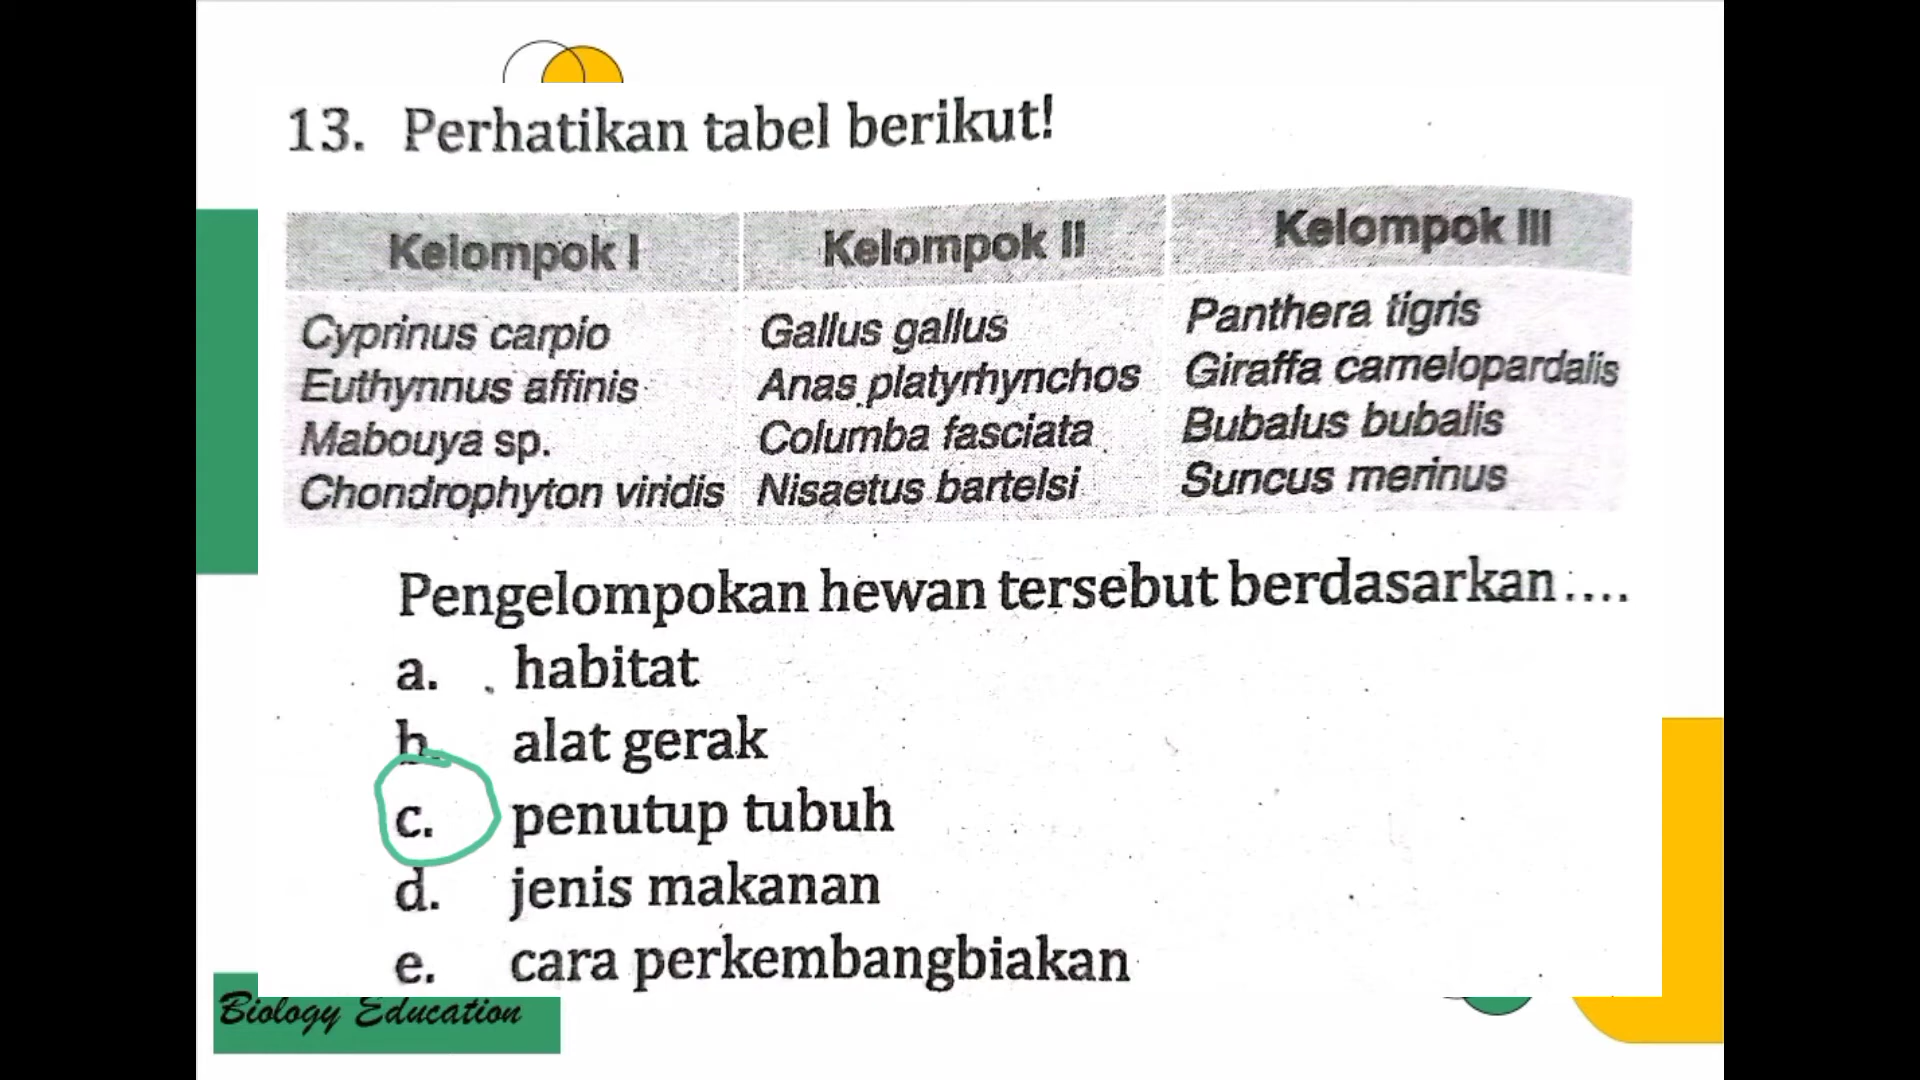 13. Perhatikan tabel berikut!
Kelompok I Kelompok II Kelompok III
Cyprinus carpio Gallus gallus Panthera tigris
Euthynnus affinis Anas platyrhynchos Giraffa camelopardalis
Mabouya sp. Columba fasciata Bubalus bubalis
Chondrophyton viridis Nisaetus bartelsi Suncus merinus
Pengelompokan hewan tersebut berdasarkan ....
a. habitat
b. alat gerak
c. penutup tubuh
d. jenis makanan
e. cara perkembangbiakan
Biology Education